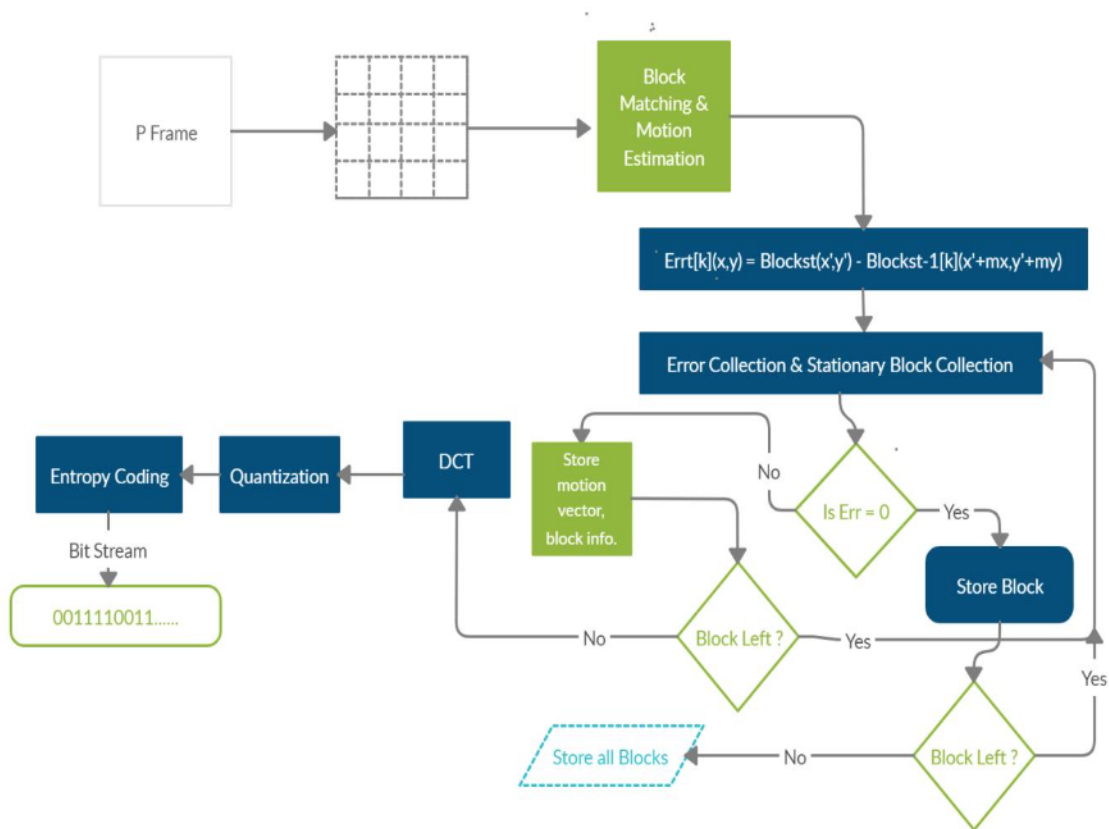 P Frame
Block
Matching &
Motion
Estimation
Errt[k](x,y) = Blockst(x',y') - Blockst-1[k](x'+mx,y'+my)
Error Collection & Stationary Block Collection
Is Err = 0
No
Yes
Store
motion
vector,
block info.
Store Block
Block Left ?
No
Yes
DCT
Quantization
Entropy Coding
Bit Stream
0011110011......
Block Left ?
Yes
No
Store all Blocks